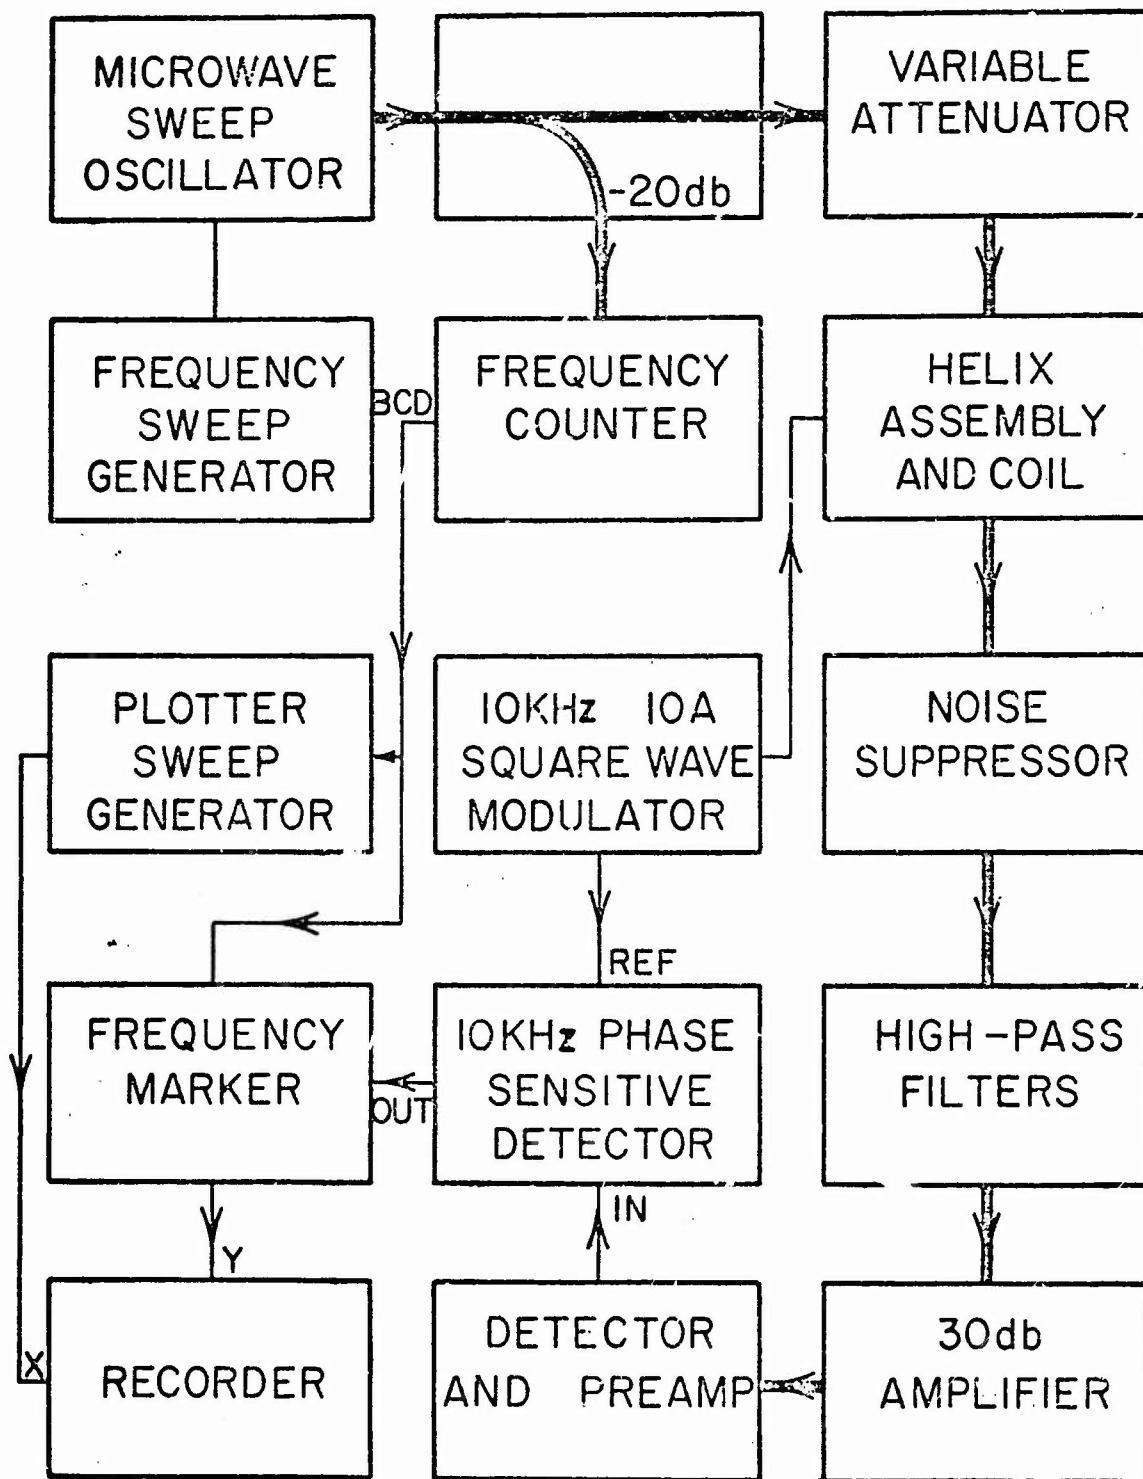 MICROWAVE
SWEEP
OSCILLATOR
-20db
VARIABLE
ATTENUATOR
FREQUENCY
SWEEP
GENERATOR
BCD
FREQUENCY
COUNTER
HELIX
ASSEMBLY
AND COIL
PLOTTER
SWEEP
GENERATOR
10KHz 10A
SQUARE WAVE
MODULATOR
NOISE
SUPPRESSOR
REF
FREQUENCY
MARKER
OUT
10KHz PHASE
SENSITIVE
DETECTOR
HIGH-PASS
FILTERS
IN
Y
X
RECORDER
DETECTOR
AND PREAMP
30db
AMPLIFIER